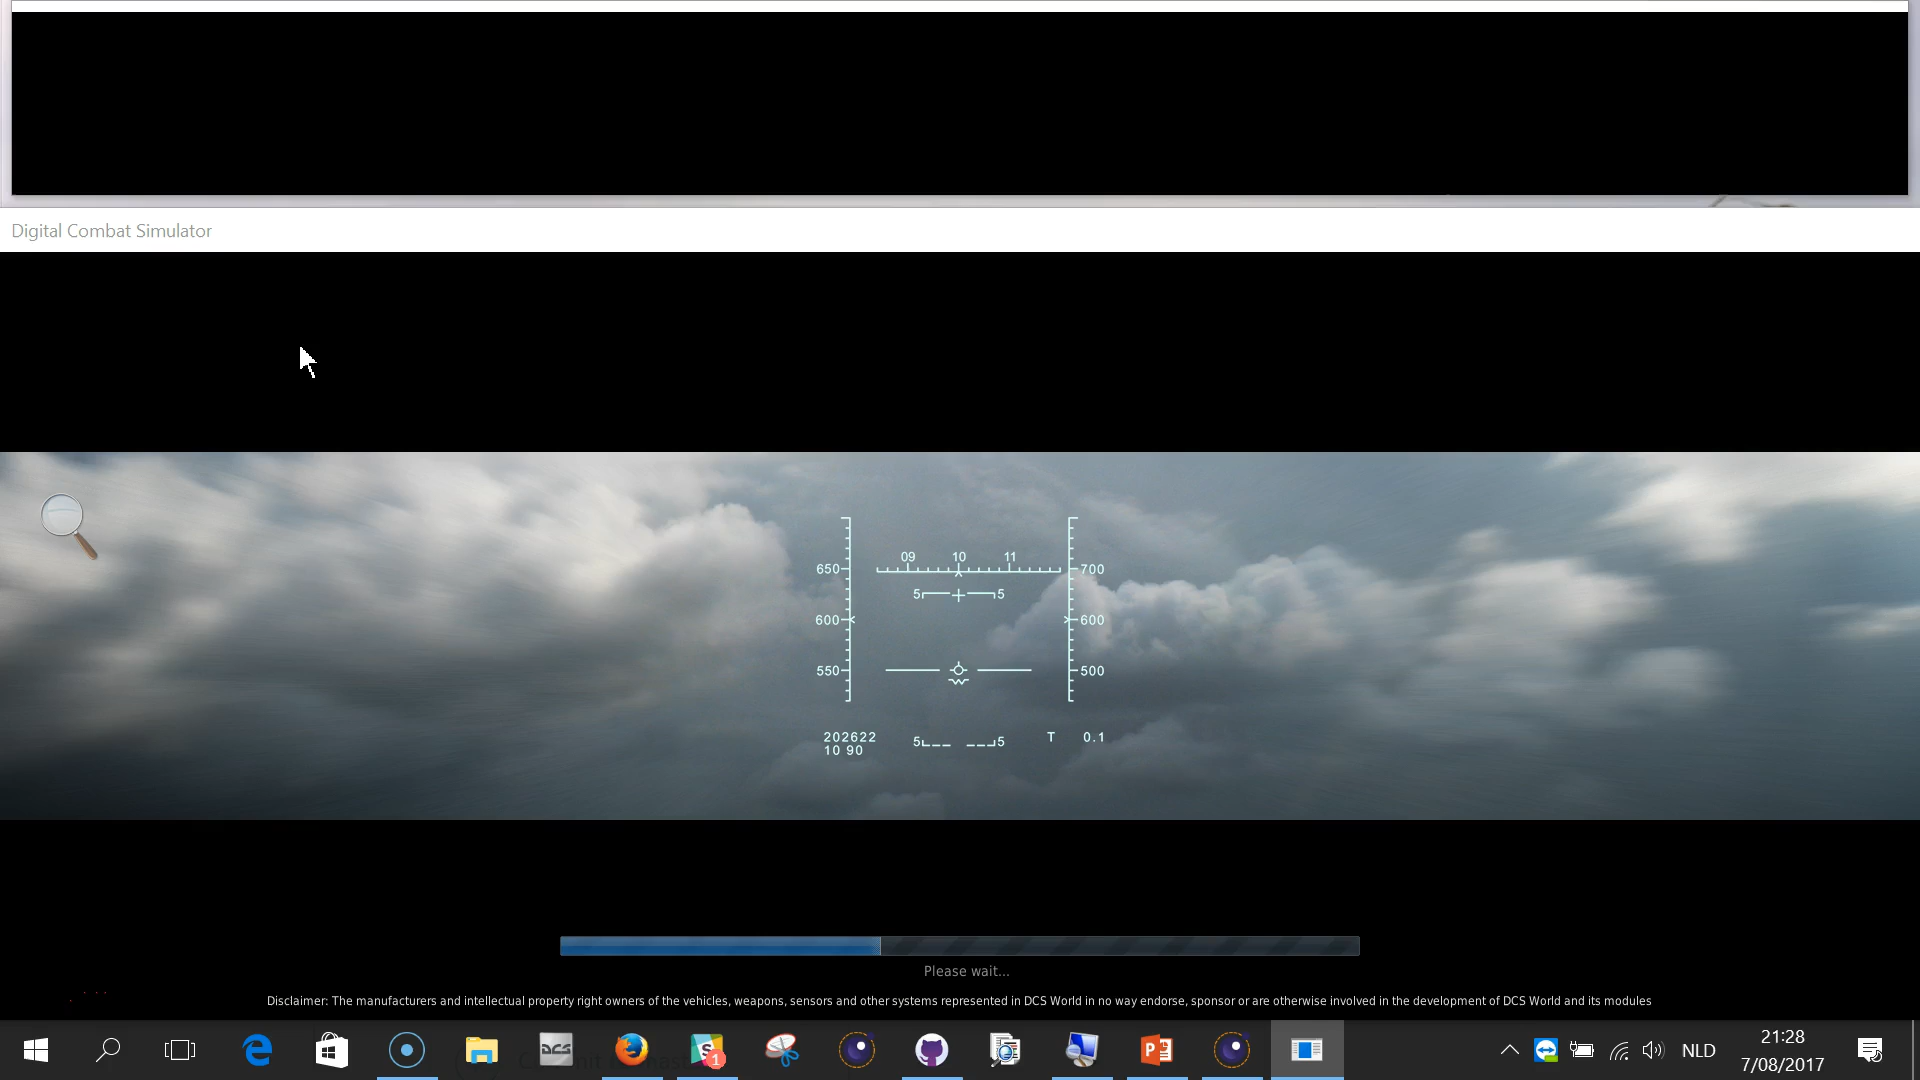 Digital Combat Simulator
09 10 11
650 700
5 5
600 600
550 500
202622 5 5 T 0.1
10 90
Please wait...
Disclaimer: The manufacturers and intellectual property right owners of the vehicles, weapons, sensors and other systems represented in DCS World in no way endorse, sponsor or are otherwise involved in the development of DCS World and its modules
DCS
S
1
P
NLD
21:28
7/08/2017